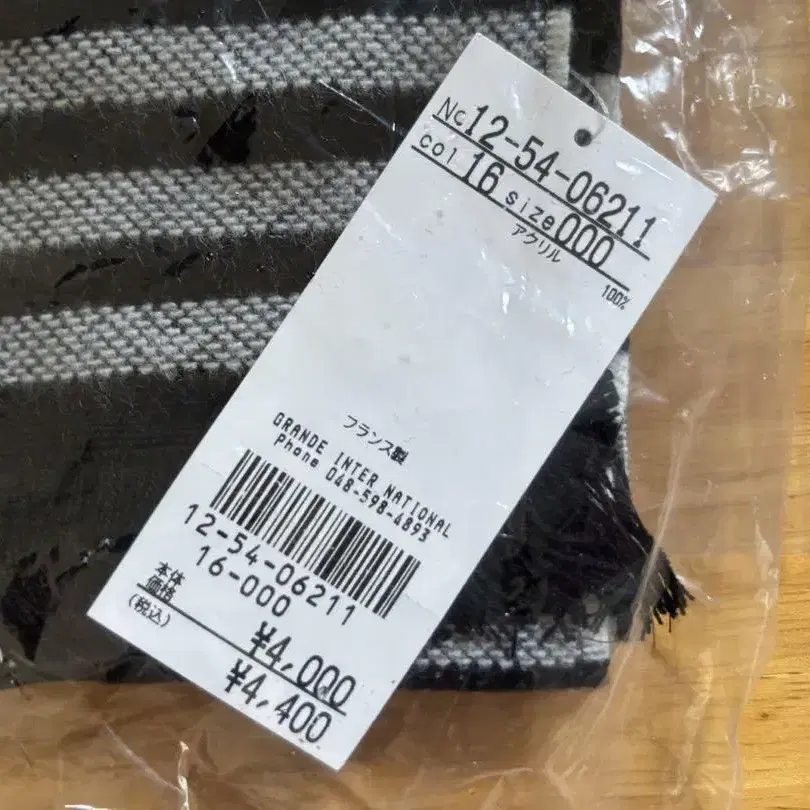 No 12-54-06211
col 16 size 000
アクリル
100%
フランス製
GRANDE INTER NATIONAL
Phone 048-598-4893
12-54-06211
16-000
本体価格 ¥4,000
(税込) ¥4,400